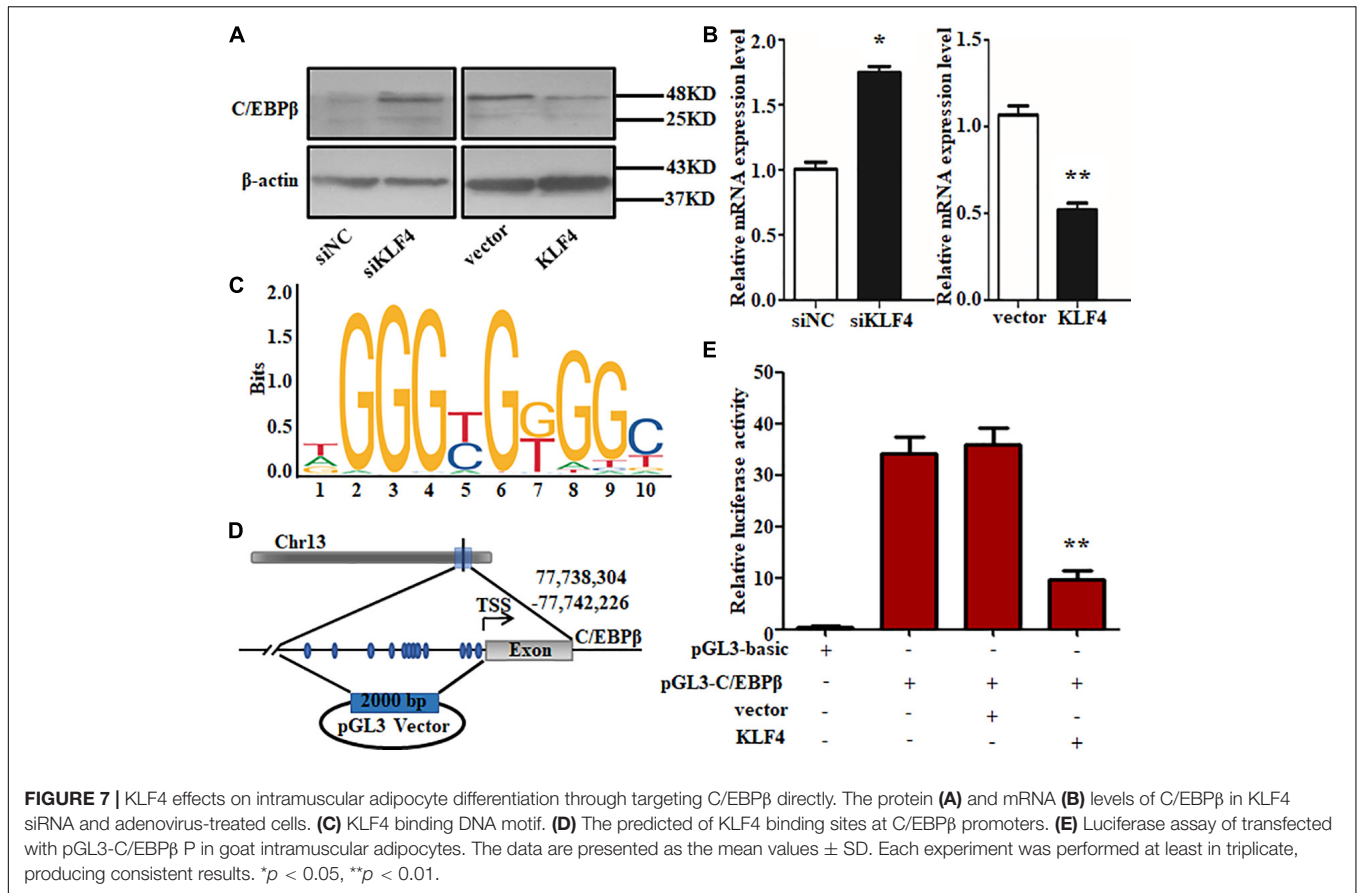 A
C/EBPβ
48KD
25KD
β-actin
43KD
37KD
siNC siKLF4 vector KLF4
B
Relative mRNA expression level
2.0
1.5
1.0
0.5
0.0
*
siNC siKLF4
Relative mRNA expression level
1.5
1.0
0.5
0.0
**
vector KLF4
C
Bits
2.0
1.5
1.0
0.5
0.0
T A G G G T C G G T G A G T C T
1 2 3 4 5 6 7 8 9 10
D
Chr13
77,738,304
-77,742,226
TSS
C/EBPβ
Exon
2000 bp
pGL3 Vector
E
Relative luciferase activity
50
40
30
20
10
0
**
pGL3-basic + - - -
pGL3-C/EBPβ - + + +
vector - - + -
KLF4 - - - +
FIGURE 7 | KLF4 effects on intramuscular adipocyte differentiation through targeting C/EBPβ directly. The protein (A) and mRNA (B) levels of C/EBPβ in KLF4
siRNA and adenovirus-treated cells. (C) KLF4 binding DNA motif. (D) The predicted of KLF4 binding sites at C/EBPβ promoters. (E) Luciferase assay of transfected
with pGL3-C/EBPβ P in goat intramuscular adipocytes. The data are presented as the mean values ± SD. Each experiment was performed at least in triplicate,
producing consistent results. *p < 0.05, **p < 0.01.